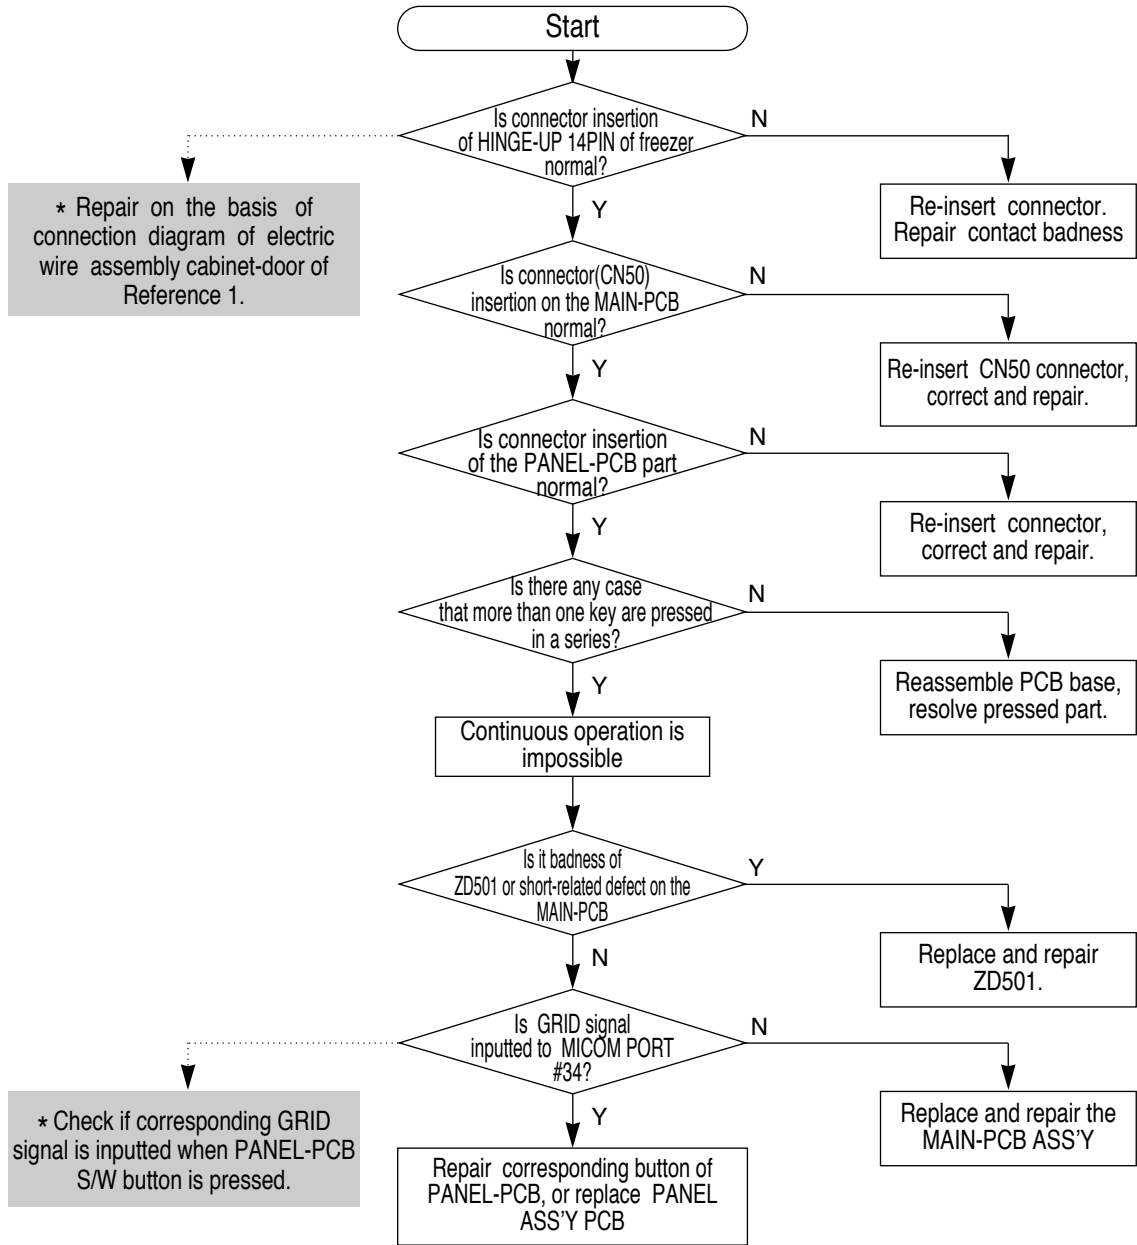 Start
Is connector insertion
of HINGE-UP 14PIN of freezer
normal?
N
Y
* Repair on the basis of
connection diagram of electric
wire assembly cabinet-door of
Reference 1.
Re-insert connector.
Repair contact badness
Is connector(CN50)
insertion on the MAIN-PCB
normal?
N
Y
Re-insert CN50 connector,
correct and repair.
Is connector insertion
of the PANEL-PCB part
normal?
N
Y
Re-insert connector,
correct and repair.
Is there any case
that more than one key are pressed
in a series?
N
Y
Reassemble PCB base,
resolve pressed part.
Continuous operation is
impossible
Is it badness of
ZD501 or short-related defect on the
MAIN-PCB
Y
N
Replace and repair
ZD501.
Is GRID signal
inputted to MICOM PORT
#34?
N
Y
* Check if corresponding GRID
signal is inputted when PANEL-PCB
S/W button is pressed.
Replace and repair the
MAIN-PCB ASS'Y
Repair corresponding button of
PANEL-PCB, or replace PANEL
ASS'Y PCB